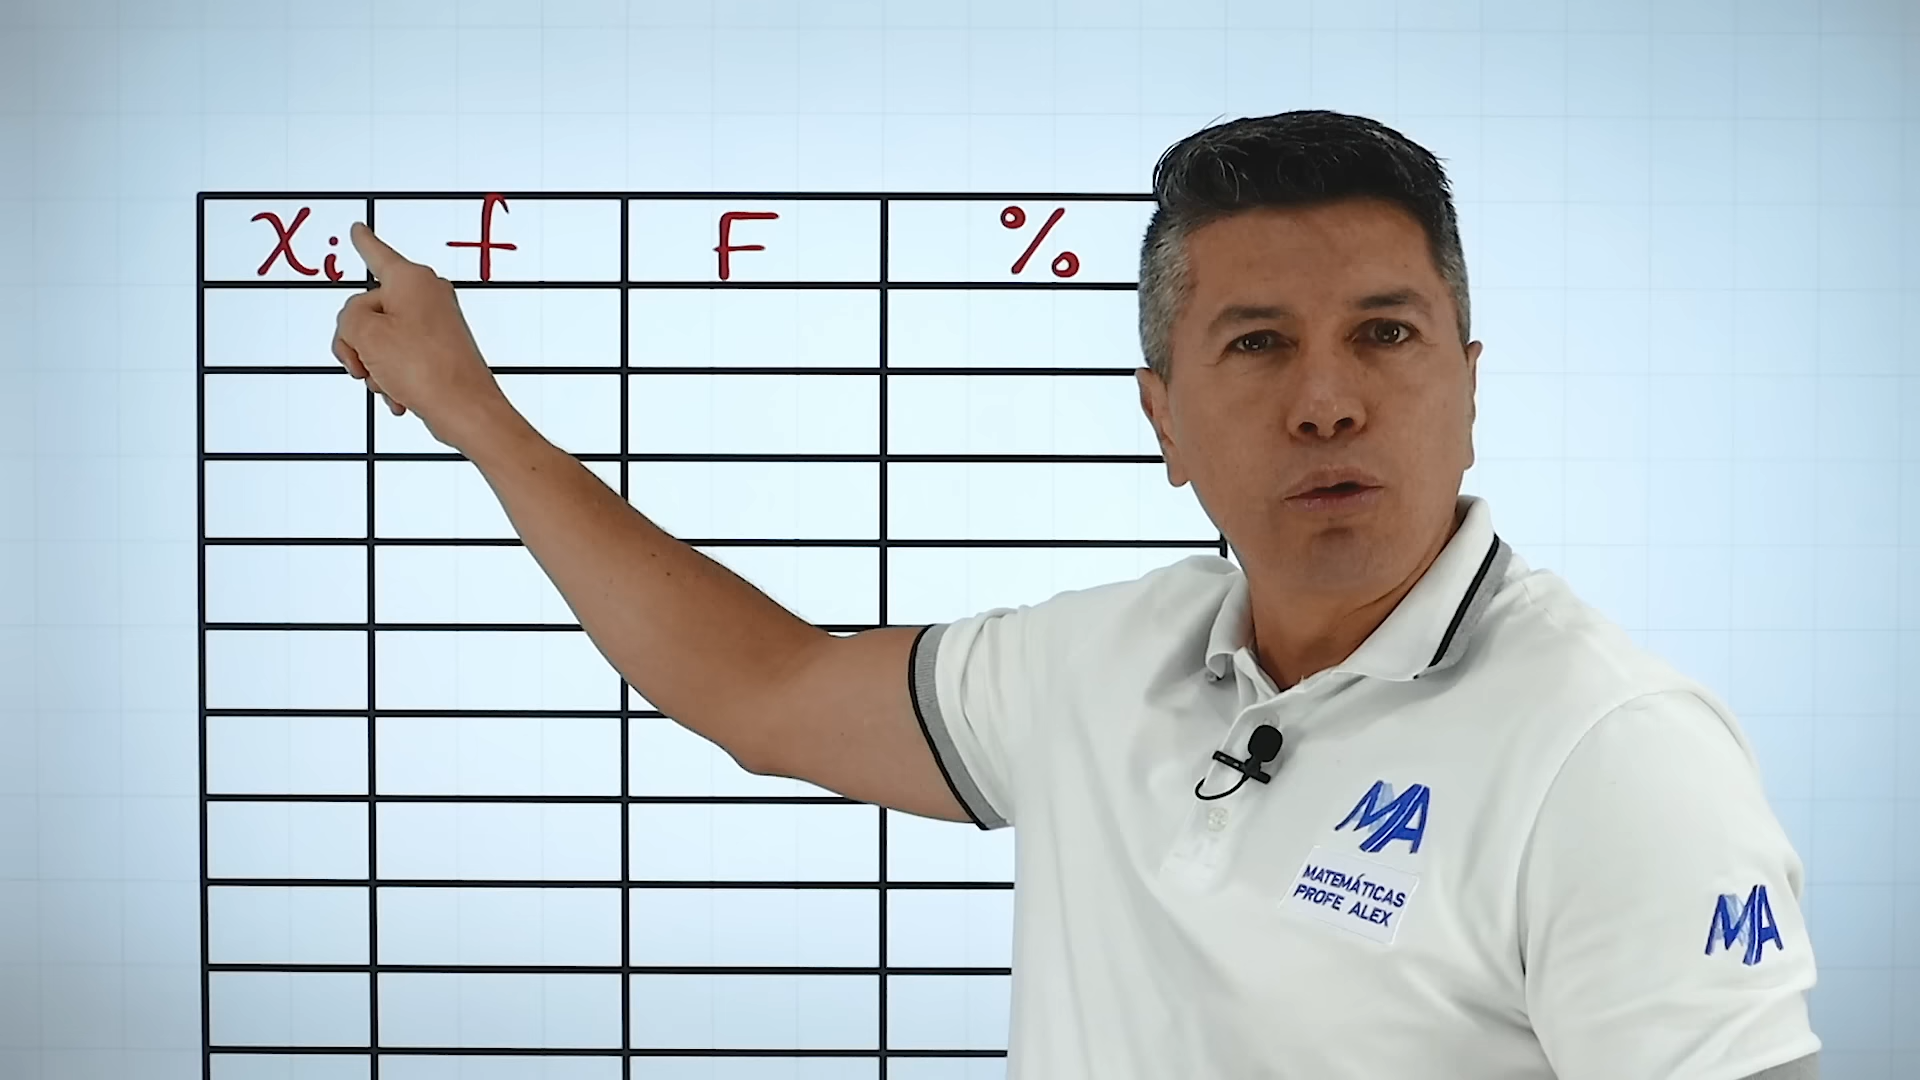 xi f F %
MA
MATEMÁTICAS
PROFE ALEX
MA